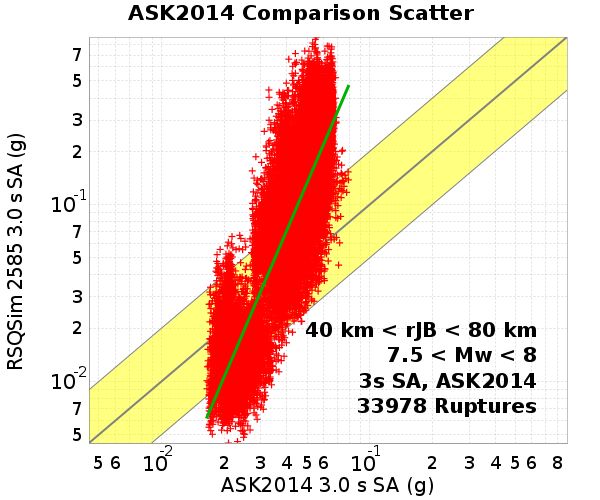 ASK2014 Comparison Scatter
RSQSim 2585 3.0 s SA (g)
7
5
3
2
10-1
7
5
3
2
10-2
7
5
40 km < rJB < 80 km
7.5 < Mw < 8
3s SA, ASK2014
33978 Ruptures
5 6 10-2 2 3 4 5 6 10-1 2 3 4 5 6 8
ASK2014 3.0 s SA (g)